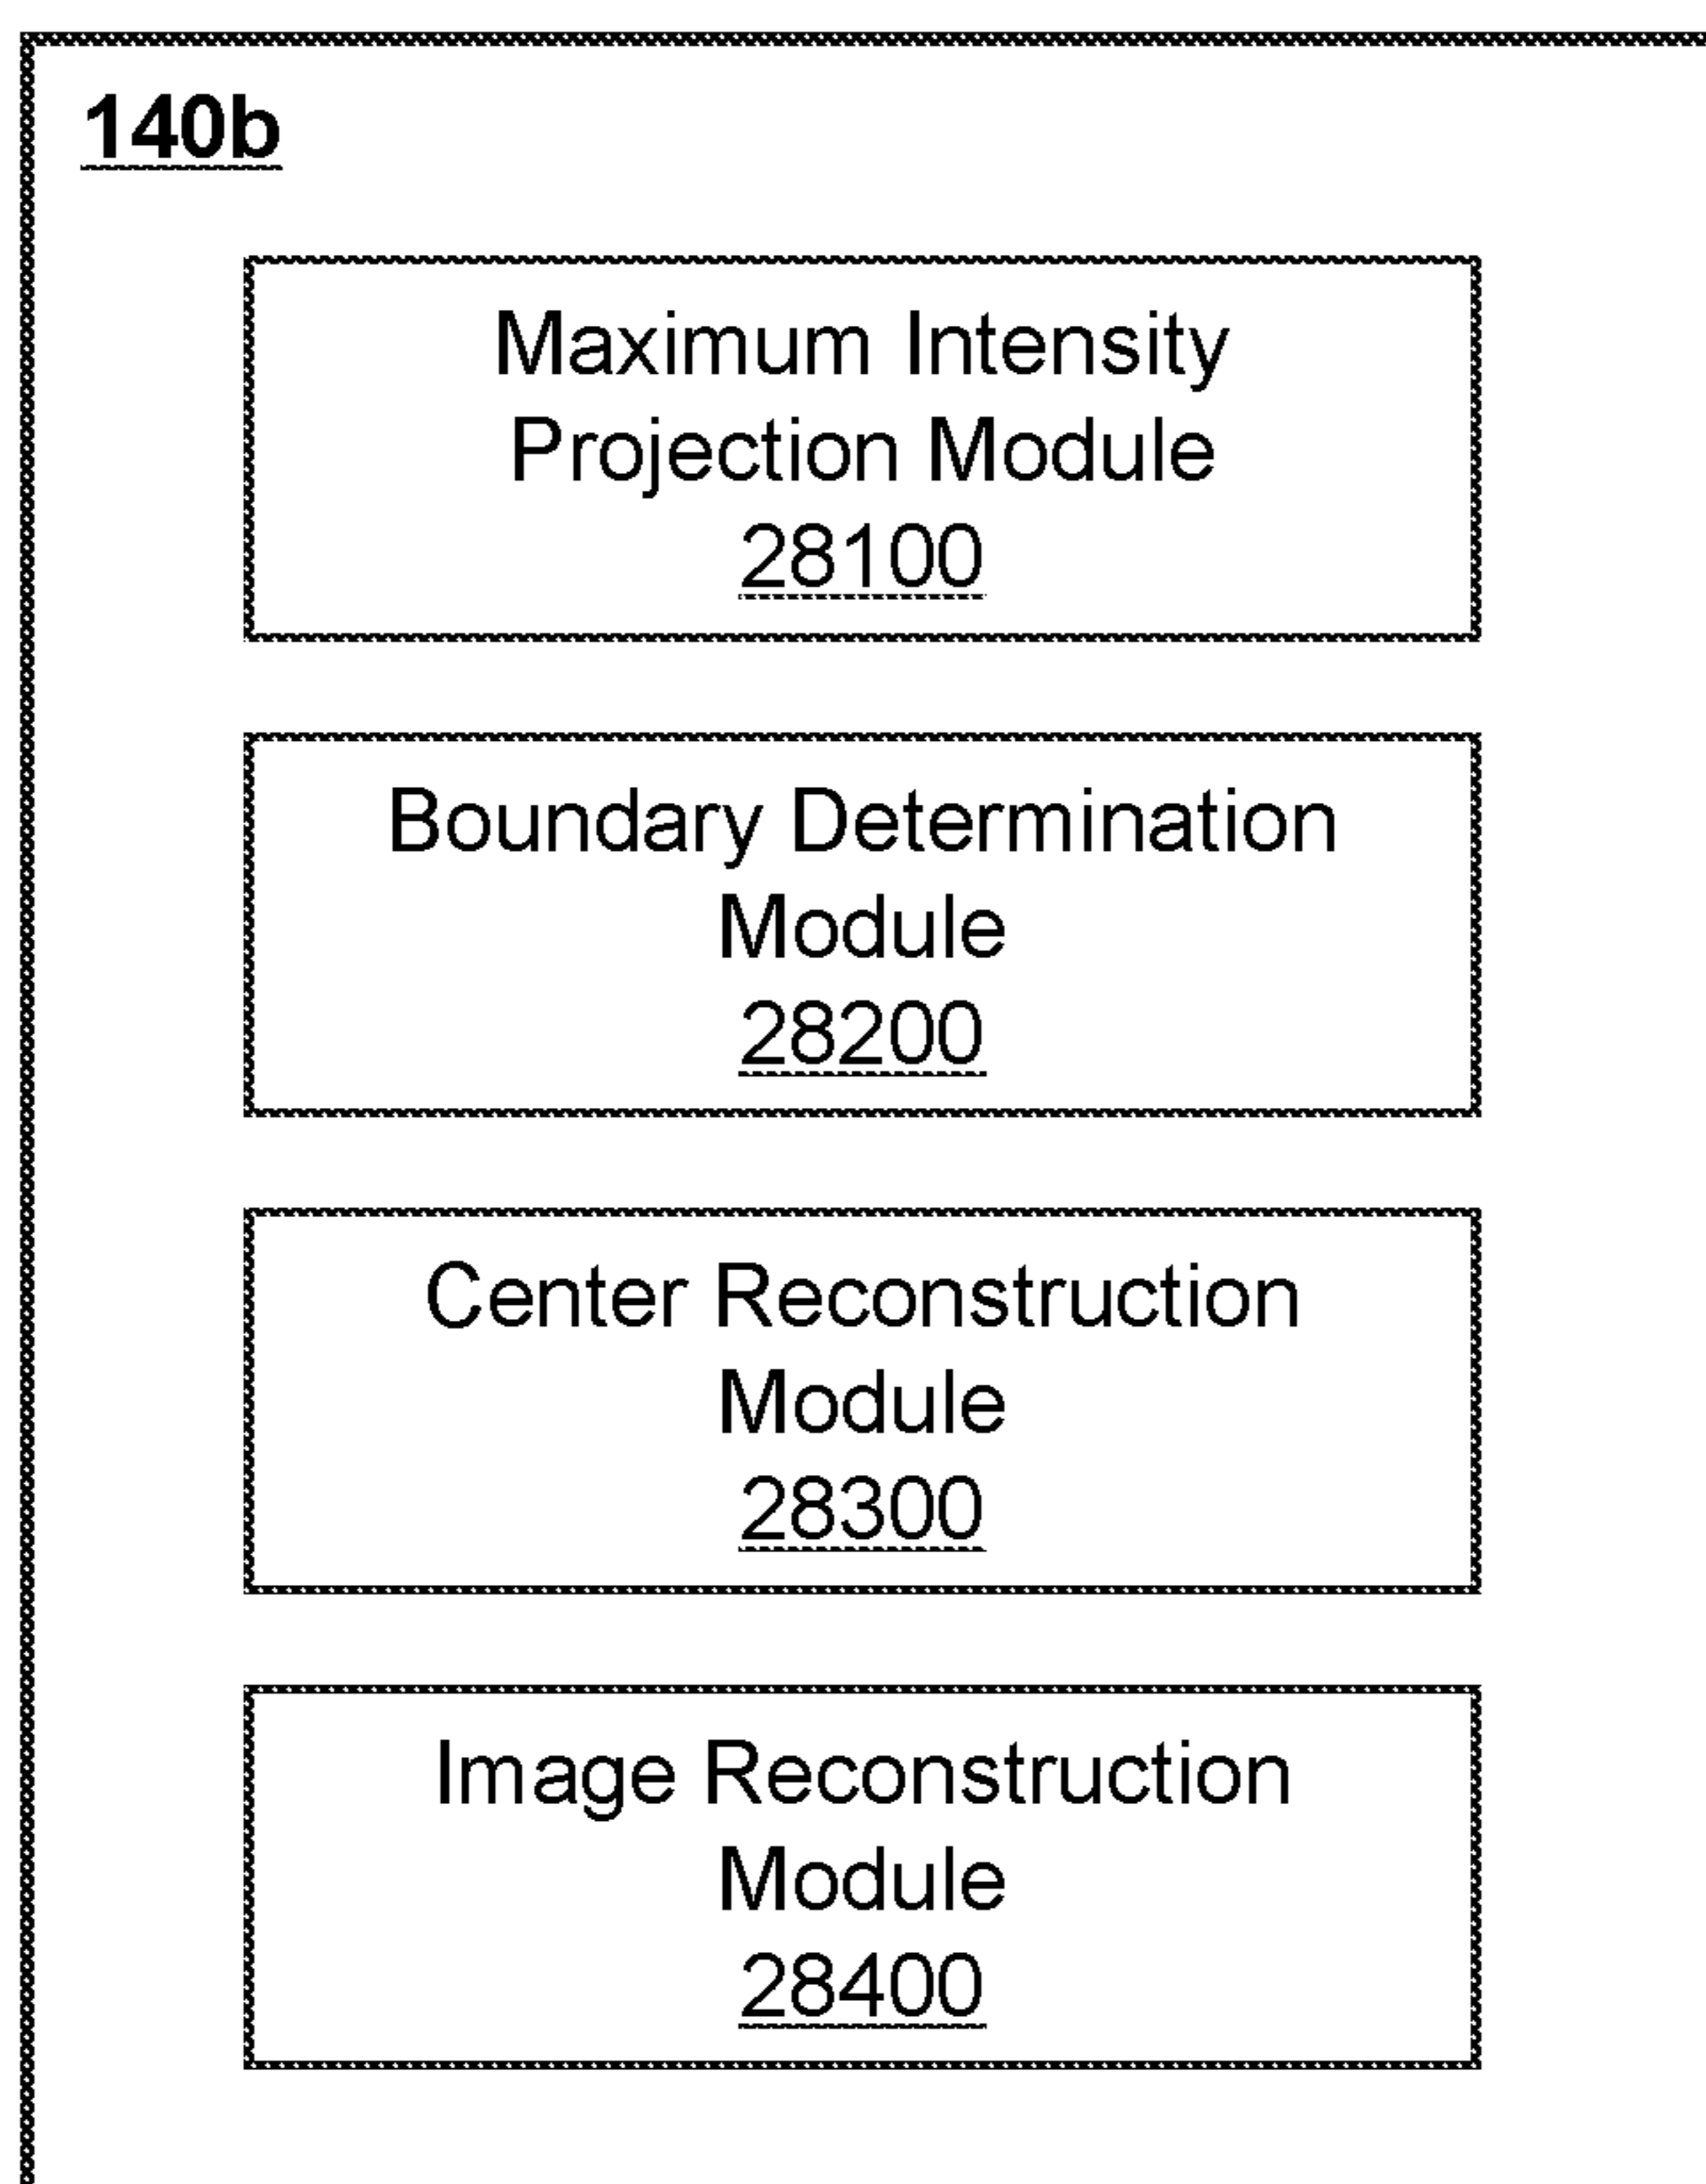 140b
Maximum Intensity
Projection Module
28100
Boundary Determination
Module
28200
Center Reconstruction
Module
28300
Image Reconstruction
Module
28400